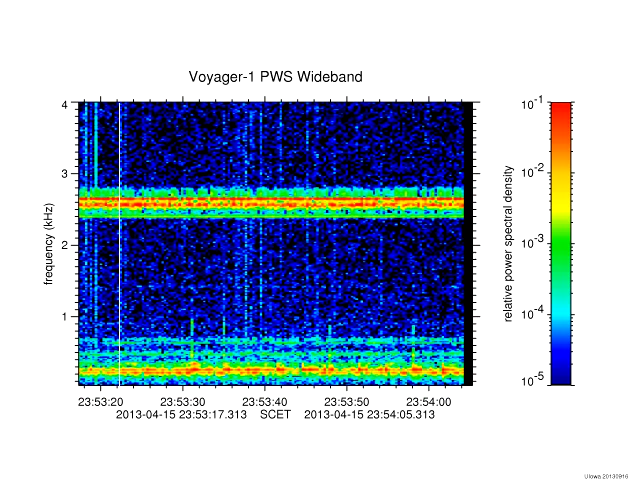 Voyager-1 PWS Wideband
4
3
2
1
frequency (kHz)
23:53:20 23:53:30 23:53:40 23:53:50 23:54:00
2013-04-15 23:53:17.313 SCET 2013-04-15 23:54:05.313
10-1
10-2
10-3
10-4
10-5
relative power spectral density
UIowa 20130916